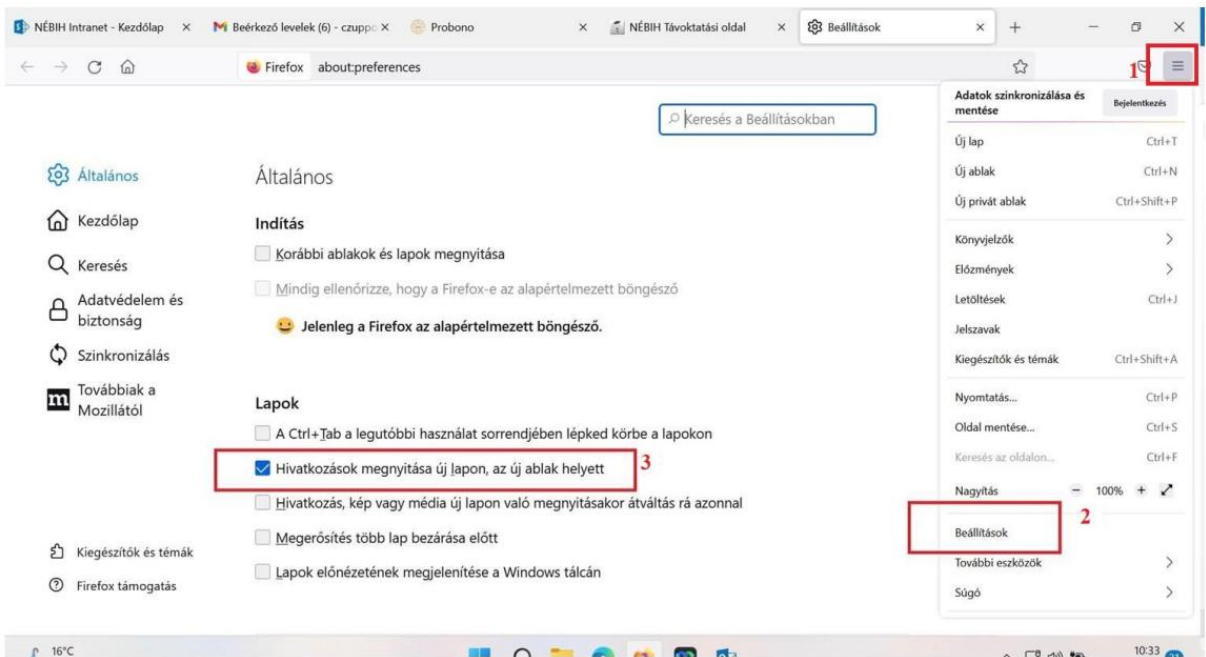 NÉBIH Intranet - Kezdőlap
Beérkező levelek (6) - czuppo
Probono
NÉBIH Távoktatási oldal
Beállítások
Firefox about:preferences
1
Keresés a Beállításokban
Általános
Kezdőlap
Keresés
Adatvédelem és
biztonság
Szinkronizálás
Továbbiak a
Mozillától
Kiegészítők és témák
Firefox támogatás
Általános
Indítás
Korábbi ablakok és lapok megnyitása
Mindig ellenőrizze, hogy a Firefox-e az alapértelmezett böngésző
Jelenleg a Firefox az alapértelmezett böngésző.
Lapok
A Ctrl+Tab a legutóbbi használat sorrendjében lépked körbe a lapokon
Hivatkozások megnyitása új lapon, az új ablak helyett
3
Hivatkozás, kép vagy média új lapon való megnyitásakor átváltás rá azonnal
Megerősítés több lap bezárása előtt
Lapok előnézetének megjelenítése a Windows tálcán
Adatok szinkronizálása és
mentése
Bejelentkezés
Új lap Ctrl+T
Új ablak Ctrl+N
Új privát ablak Ctrl+Shift+P
Könyvjelzők
Előzmények
Letöltések Ctrl+J
Jelszavak
Kiegészítők és témák Ctrl+Shift+A
Nyomtatás... Ctrl+P
Oldal mentése... Ctrl+S
Keresés az oldalon... Ctrl+F
Nagyítás − 100% +
2
Beállítások
További eszközök
Súgó
16°C
10:33